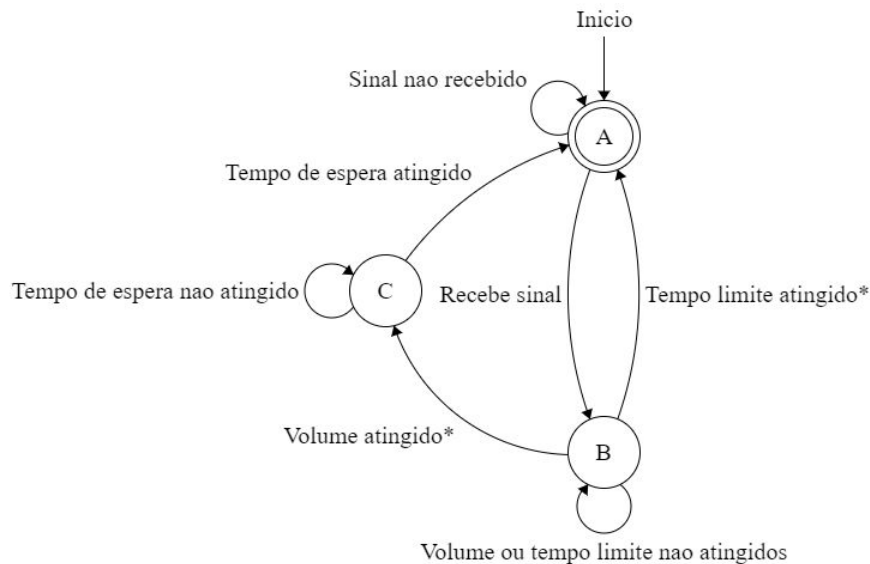 Inicio
Sinal nao recebido
A
Tempo de espera atingido
Tempo de espera nao atingido
C
Recebe sinal
Tempo limite atingido*
Volume atingido*
B
Volume ou tempo limite nao atingidos